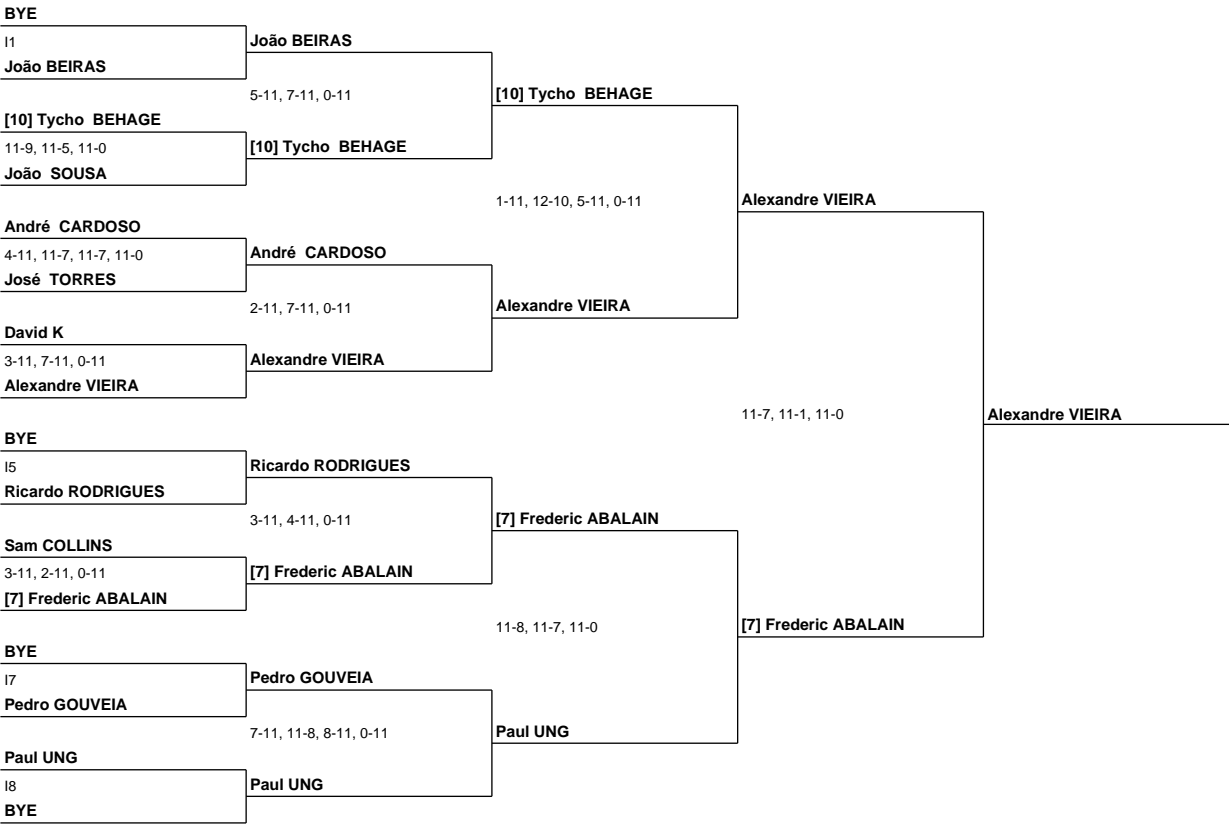 BYE
I1
João BEIRAS
João BEIRAS
5-11, 7-11, 0-11
[10] Tycho BEHAGE
[10] Tycho BEHAGE
11-9, 11-5, 11-0
João SOUSA
[10] Tycho BEHAGE
1-11, 12-10, 5-11, 0-11
Alexandre VIEIRA
André CARDOSO
4-11, 11-7, 11-7, 11-0
José TORRES
André CARDOSO
2-11, 7-11, 0-11
Alexandre VIEIRA
David K
3-11, 7-11, 0-11
Alexandre VIEIRA
Alexandre VIEIRA
11-7, 11-1, 11-0
Alexandre VIEIRA
BYE
I5
Ricardo RODRIGUES
Ricardo RODRIGUES
3-11, 4-11, 0-11
[7] Frederic ABALAIN
Sam COLLINS
3-11, 2-11, 0-11
[7] Frederic ABALAIN
[7] Frederic ABALAIN
11-8, 11-7, 11-0
[7] Frederic ABALAIN
BYE
I7
Pedro GOUVEIA
Pedro GOUVEIA
7-11, 11-8, 8-11, 0-11
Paul UNG
Paul UNG
I8
BYE
Paul UNG